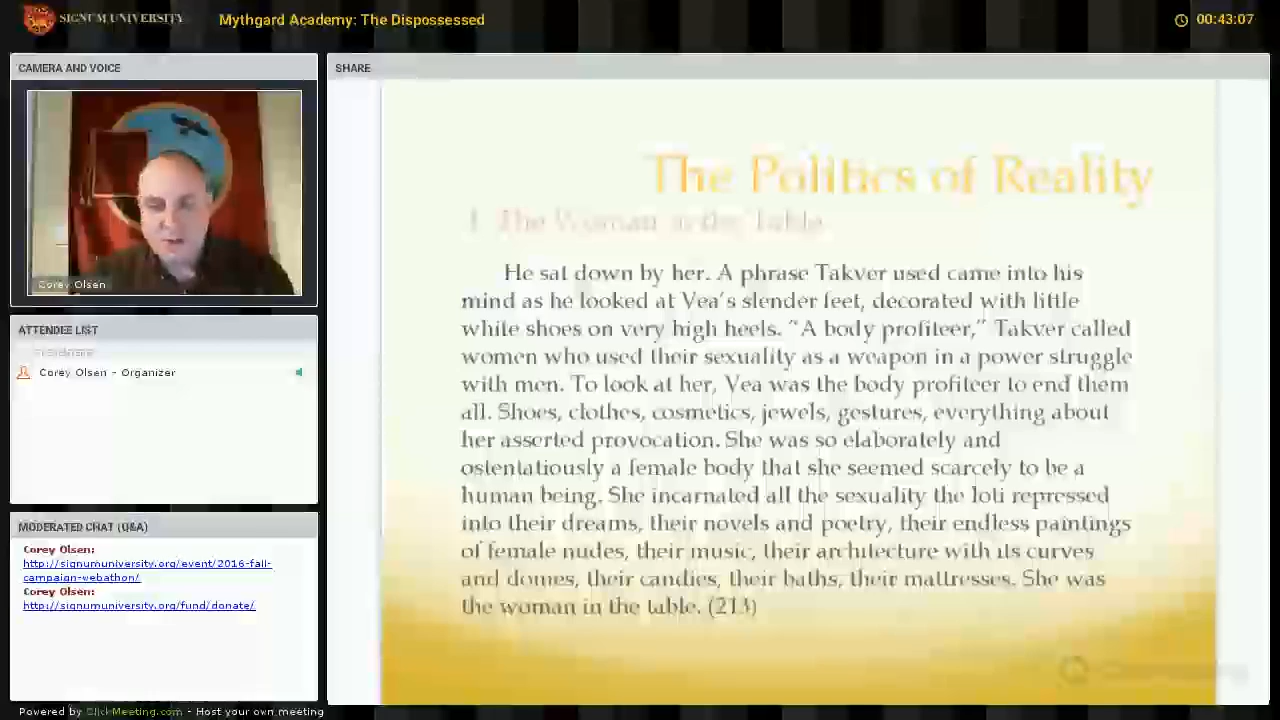 SIGNUM UNIVERSITY
Mythgard Academy: The Dispossessed
00:43:07
CAMERA AND VOICE
Corey Olsen
ATTENDEE LIST
Corey Olsen - Organizer
MODERATED CHAT (Q&A)
Corey Olsen:
http://signumuniversity.org/event/2016-fall-
campaign-webathon/
Corey Olsen:
http://signumuniversity.org/fund/donate/
SHARE
The Politics of Reality
1. The Woman in the Table
He sat down by her. A phrase Takver used came into his
mind as he looked at Vea's slender feet, decorated with little
white shoes on very high heels. "A body profiteer," Takver called
women who used their sexuality as a weapon in a power struggle
with men. To look at her, Vea was the body profiteer to end them
all. Shoes, clothes, cosmetics, jewels, gestures, everything about
her asserted provocation. She was so elaborately and
ostentatiously a female body that she seemed scarcely to be a
human being. She incarnated all the sexuality the Ioti repressed
into their dreams, their novels and poetry, their endless paintings
of female nudes, their music, their architecture with its curves
and domes, their candies, their baths, their mattresses. She was
the woman in the table. (213)
Powered by ClickMeeting.com - Host your own meeting